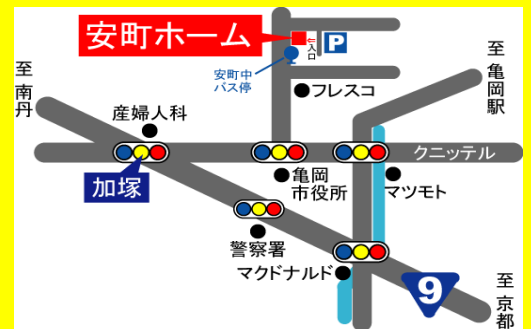 安町ホーム
←入口
P
安町中
バス停
至亀岡駅
至南丹
フレスコ
産婦人科
クニッテル
加塚
亀岡
市役所
マツモト
警察署
マクドナルド
9
至京都